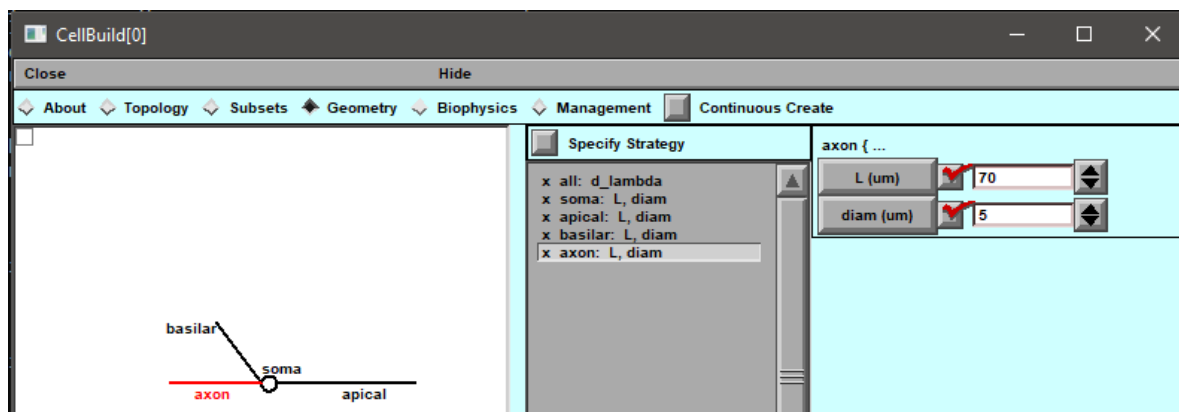 CellBuild[0]
Close Hide
About Topology Subsets Geometry Biophysics Management Continuous Create
Specify Strategy
x all: d_lambda
x soma: L, diam
x apical: L, diam
x basilar: L, diam
x axon: L, diam
axon { ...
L (um) 70
diam (um) 5
basilar
soma
axon apical